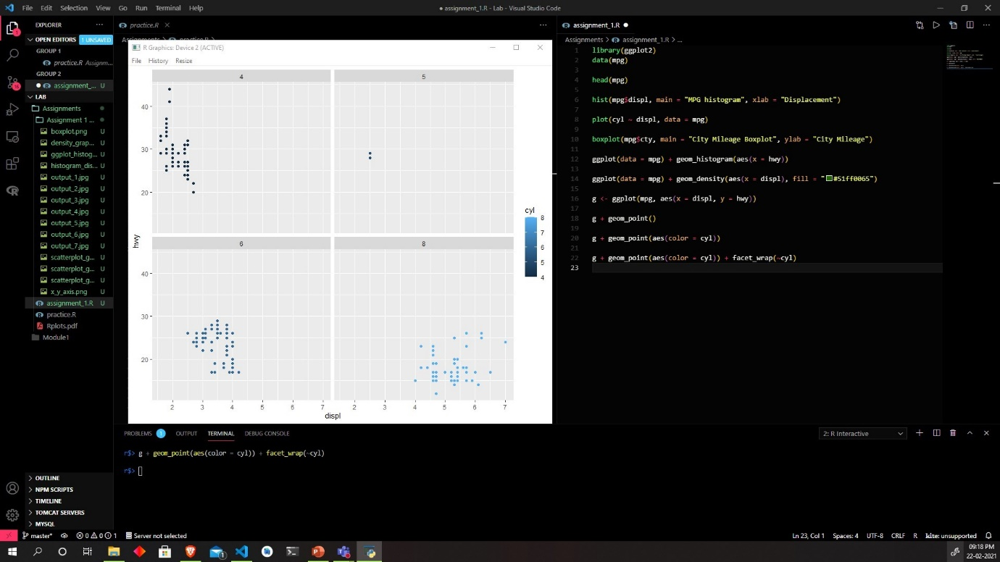 File Edit Selection View Go Run Terminal Help
● assignment_1.R - Lab - Visual Studio Code
EXPLORER
OPEN EDITORS 1 UNSAVED
GROUP 1
practice.R Assignm...
GROUP 2
assignment_... U
LAB
Assignments
Assignment 1 ...
boxplot.png U
density_grap... U
ggplot_histog... U
histogram_dis... U
output_1.jpg U
output_2.jpg U
output_3.jpg U
output_4.jpg U
output_5.jpg U
output_6.jpg U
output_7.jpg U
scatterplot_g... U
scatterplot_g... U
scatterplot_g... U
x_y_axis.png U
assignment_1.R U
practice.R
Rplots.pdf
Module1
OUTLINE
NPM SCRIPTS
TIMELINE
TOMCAT SERVERS
MYSQL
1
16
practice.R
Assignments > practice.R >
R Graphics: Device 2 (ACTIVE)
File History Resize
4 5
40
30
20
6 8
40
30
20
2 3 4 5 6 7 2 3 4 5 6 7
displ
hwy
cyl
8
7
6
5
4
assignment_1.R
Assignments > assignment_1.R > ...
1 library(ggplot2)
2 data(mpg)
3
4 head(mpg)
5
6 hist(mpg$displ, main = "MPG histogram", xlab = "Displacement")
7
8 plot(cyl ~ displ, data = mpg)
9
10 boxplot(mpg$cty, main = "City Mileage Boxplot", ylab = "City Mileage")
11
12 ggplot(data = mpg) + geom_histogram(aes(x = hwy))
13
14 ggplot(data = mpg) + geom_density(aes(x = displ), fill = "#51ff0065")
15
16 g <- ggplot(mpg, aes(x = displ, y = hwy))
17
18 g + geom_point()
19
20 g + geom_point(aes(color = cyl))
21
22 g + geom_point(aes(color = cyl)) + facet_wrap(~cyl)
23
PROBLEMS 1 OUTPUT TERMINAL DEBUG CONSOLE
2: R Interactive
r$> g + geom_point(aes(color = cyl)) + facet_wrap(~cyl)
r$>
master* 0 0 1 Server not selected
Ln 23, Col 1 Spaces: 4 UTF-8 CRLF R kite: unsupported
1
09:18 PM
22-02-2021